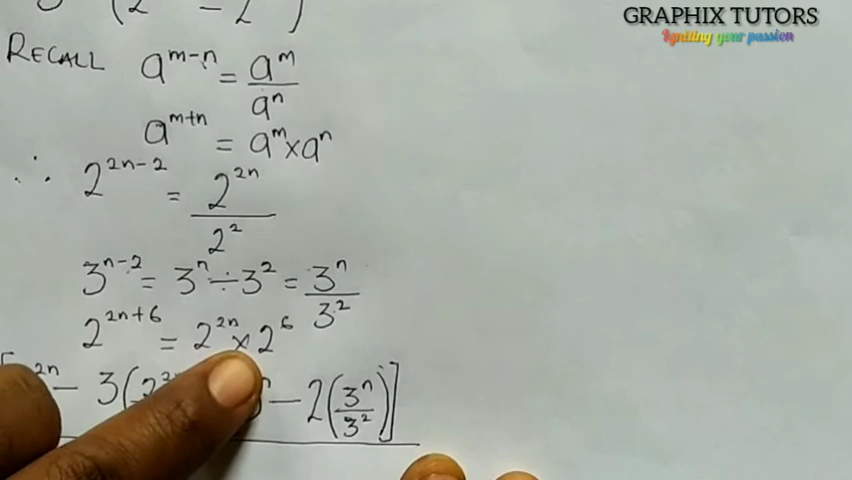 GRAPHIX TUTORS
Igniting your passion
RECALL a^{m-n} = a^m / a^n
a^{m+n} = a^m × a^n
∴ 2^{2n-2} = 2^{2n} / 2^2
3^{n-2} = 3^n ÷ 3^2 = 3^n / 3^2
2^{2n+6} = 2^{2n} × 2^6
2n - 3( - 2(3^n / 3^2)]